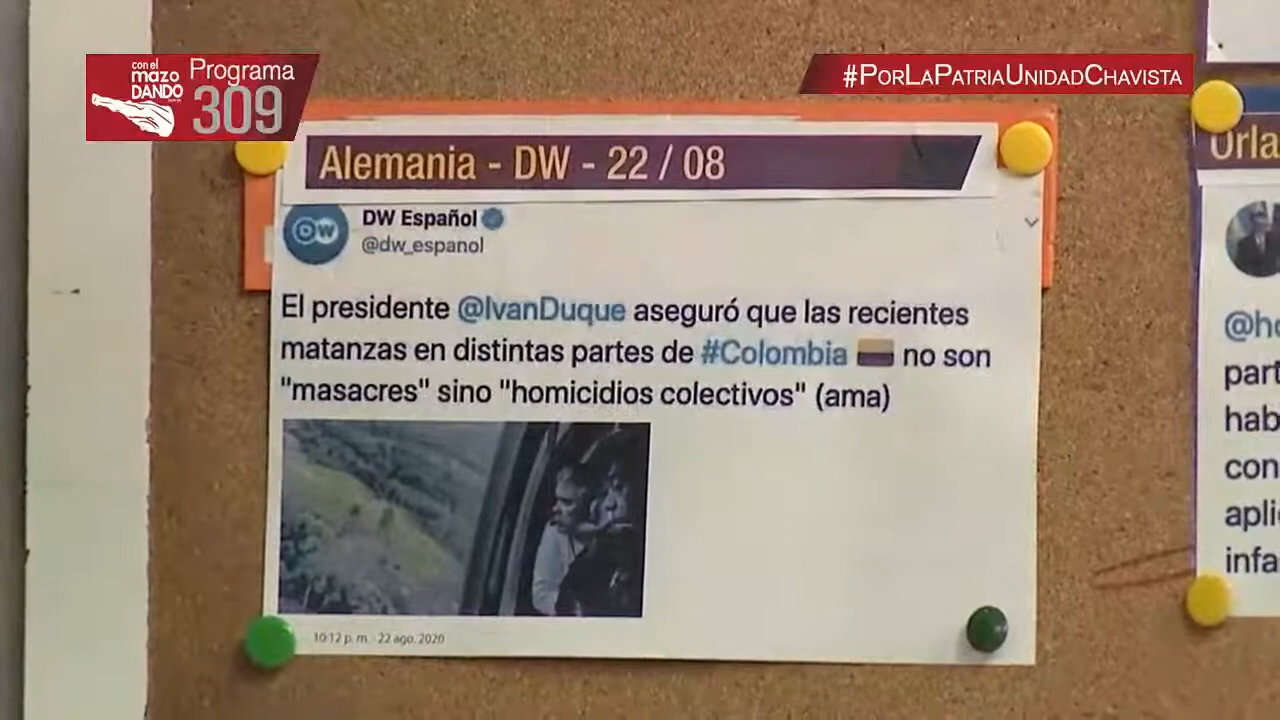 con el
mazo
DANDO
Programa
309
#PORLAPATRIAUNIDADCHAVISTA
Alemania - DW - 22 / 08
DW
DW Español
@dw_espanol
El presidente @IvanDuque aseguró que las recientes
matanzas en distintas partes de #Colombia no son
"masacres" sino "homicidios colectivos" (ama)
10:12 p. m. · 22 ago. 2020
Orla
@ho
part
hab
con
apli
infa